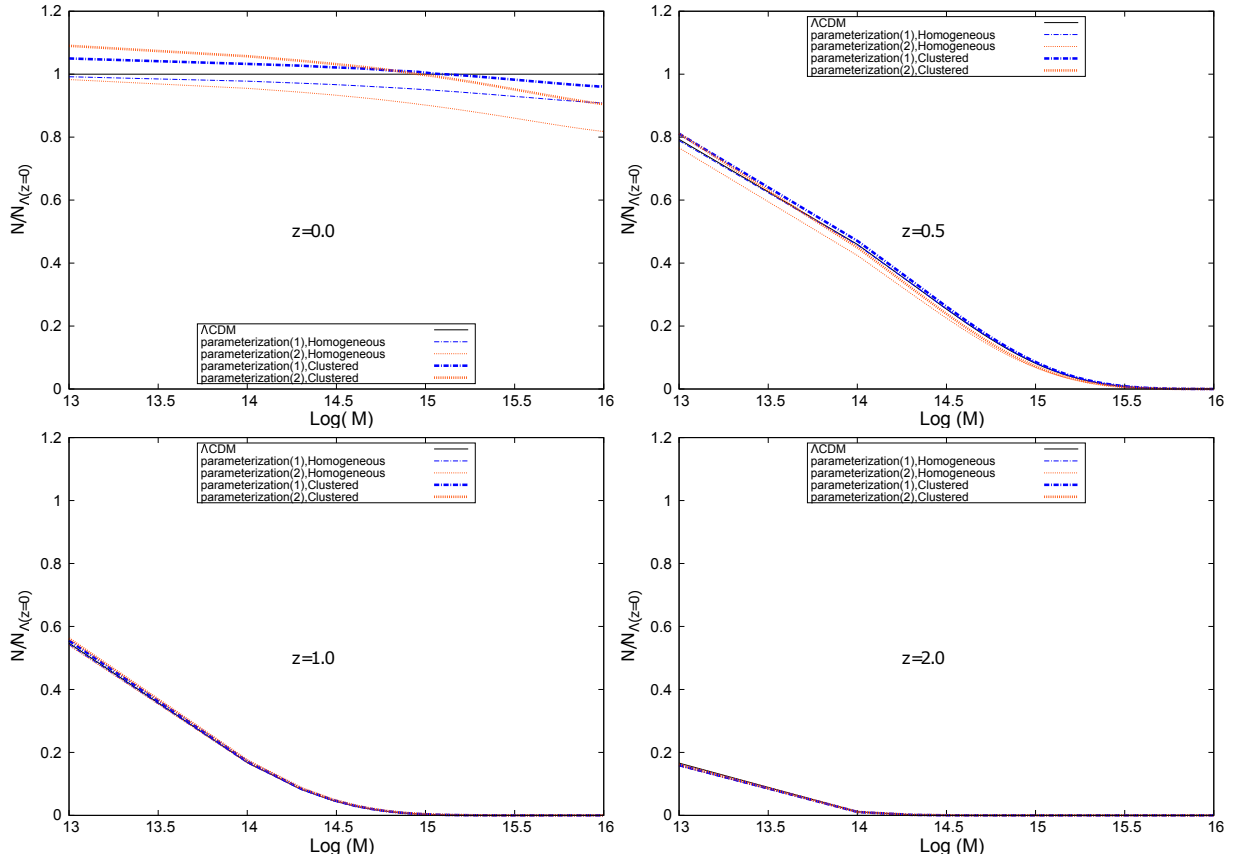 1.2
1
0.8
0.6
0.4
0.2
0
N/N_Λ(z=0)
z=0.0
ΛCDM
parameterization(1),Homogeneous
parameterization(2),Homogeneous
parameterization(1),Clustered
parameterization(2),Clustered
13 13.5 14 14.5 15 15.5 16
Log( M)
1.2
1
0.8
0.6
0.4
0.2
0
N/N_Λ(z=0)
ΛCDM
parameterization(1),Homogeneous
parameterization(2),Homogeneous
parameterization(1),Clustered
parameterization(2),Clustered
z=0.5
13 13.5 14 14.5 15 15.5 16
Log (M)
1.2
1
0.8
0.6
0.4
0.2
0
N/N_Λ(z=0)
ΛCDM
parameterization(1),Homogeneous
parameterization(2),Homogeneous
parameterization(1),Clustered
parameterization(2),Clustered
z=1.0
13 13.5 14 14.5 15 15.5 16
Log (M)
1.2
1
0.8
0.6
0.4
0.2
0
N/N_Λ(z=0)
ΛCDM
parameterization(1),Homogeneous
parameterization(2),Homogeneous
parameterization(1),Clustered
parameterization(2),Clustered
z=2.0
13 13.5 14 14.5 15 15.5 16
Log (M)